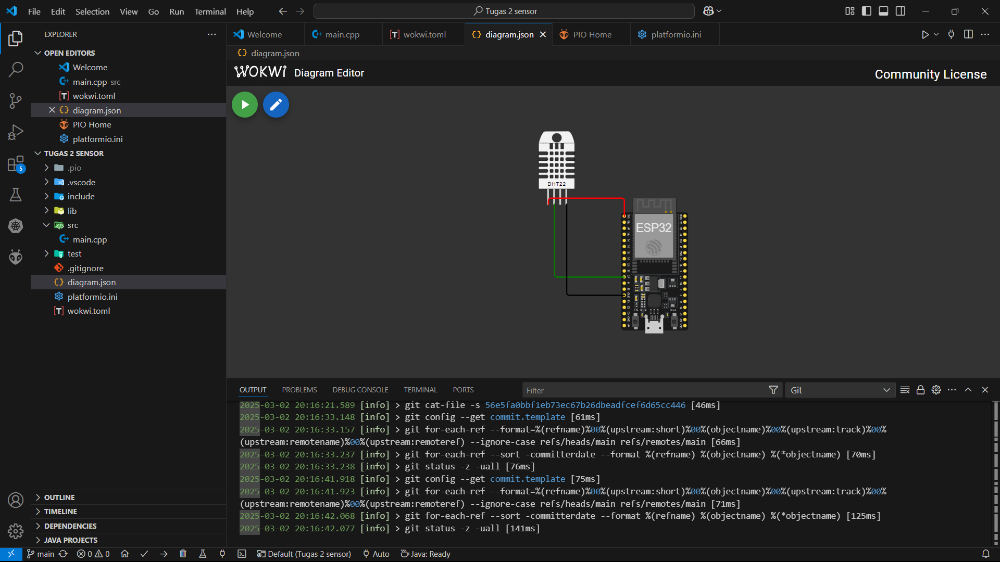 File Edit Selection View Go Run Terminal Help
Tugas 2 sensor
EXPLORER
OPEN EDITORS
Welcome
main.cpp src
wokwi.toml
diagram.json
PIO Home
platformio.ini
TUGAS 2 SENSOR
.pio
.vscode
include
lib
src
main.cpp
test
.gitignore
diagram.json
platformio.ini
wokwi.toml
OUTLINE
TIMELINE
DEPENDENCIES
JAVA PROJECTS
5
Welcome
main.cpp
wokwi.toml
diagram.json
PIO Home
platformio.ini
diagram.json
WOKWi Diagram Editor
Community License
DHT22
ESP32
EN
Boot
OUTPUT PROBLEMS DEBUG CONSOLE TERMINAL PORTS
Filter
Git
2025-03-02 20:16:21.589 [info] > git cat-file -s 56e5fa0bbf1eb73ec67b26dbeadfcef6d65cc446 [46ms]
2025-03-02 20:16:33.148 [info] > git config --get commit.template [61ms]
2025-03-02 20:16:33.157 [info] > git for-each-ref --format=%(refname)%00%(upstream:short)%00%(objectname)%00%(upstream:track)%00%
(upstream:remotename)%00%(upstream:remoteref) --ignore-case refs/heads/main refs/remotes/main [66ms]
2025-03-02 20:16:33.237 [info] > git for-each-ref --sort -committerdate --format %(refname) %(objectname) %(*objectname) [70ms]
2025-03-02 20:16:33.238 [info] > git status -z -uall [76ms]
2025-03-02 20:16:41.918 [info] > git config --get commit.template [75ms]
2025-03-02 20:16:41.923 [info] > git for-each-ref --format=%(refname)%00%(upstream:short)%00%(objectname)%00%(upstream:track)%00%
(upstream:remotename)%00%(upstream:remoteref) --ignore-case refs/heads/main refs/remotes/main [71ms]
2025-03-02 20:16:42.068 [info] > git for-each-ref --sort -committerdate --format %(refname) %(objectname) %(*objectname) [125ms]
2025-03-02 20:16:42.077 [info] > git status -z -uall [141ms]
main 0 0 Default (Tugas 2 sensor) Auto Java: Ready